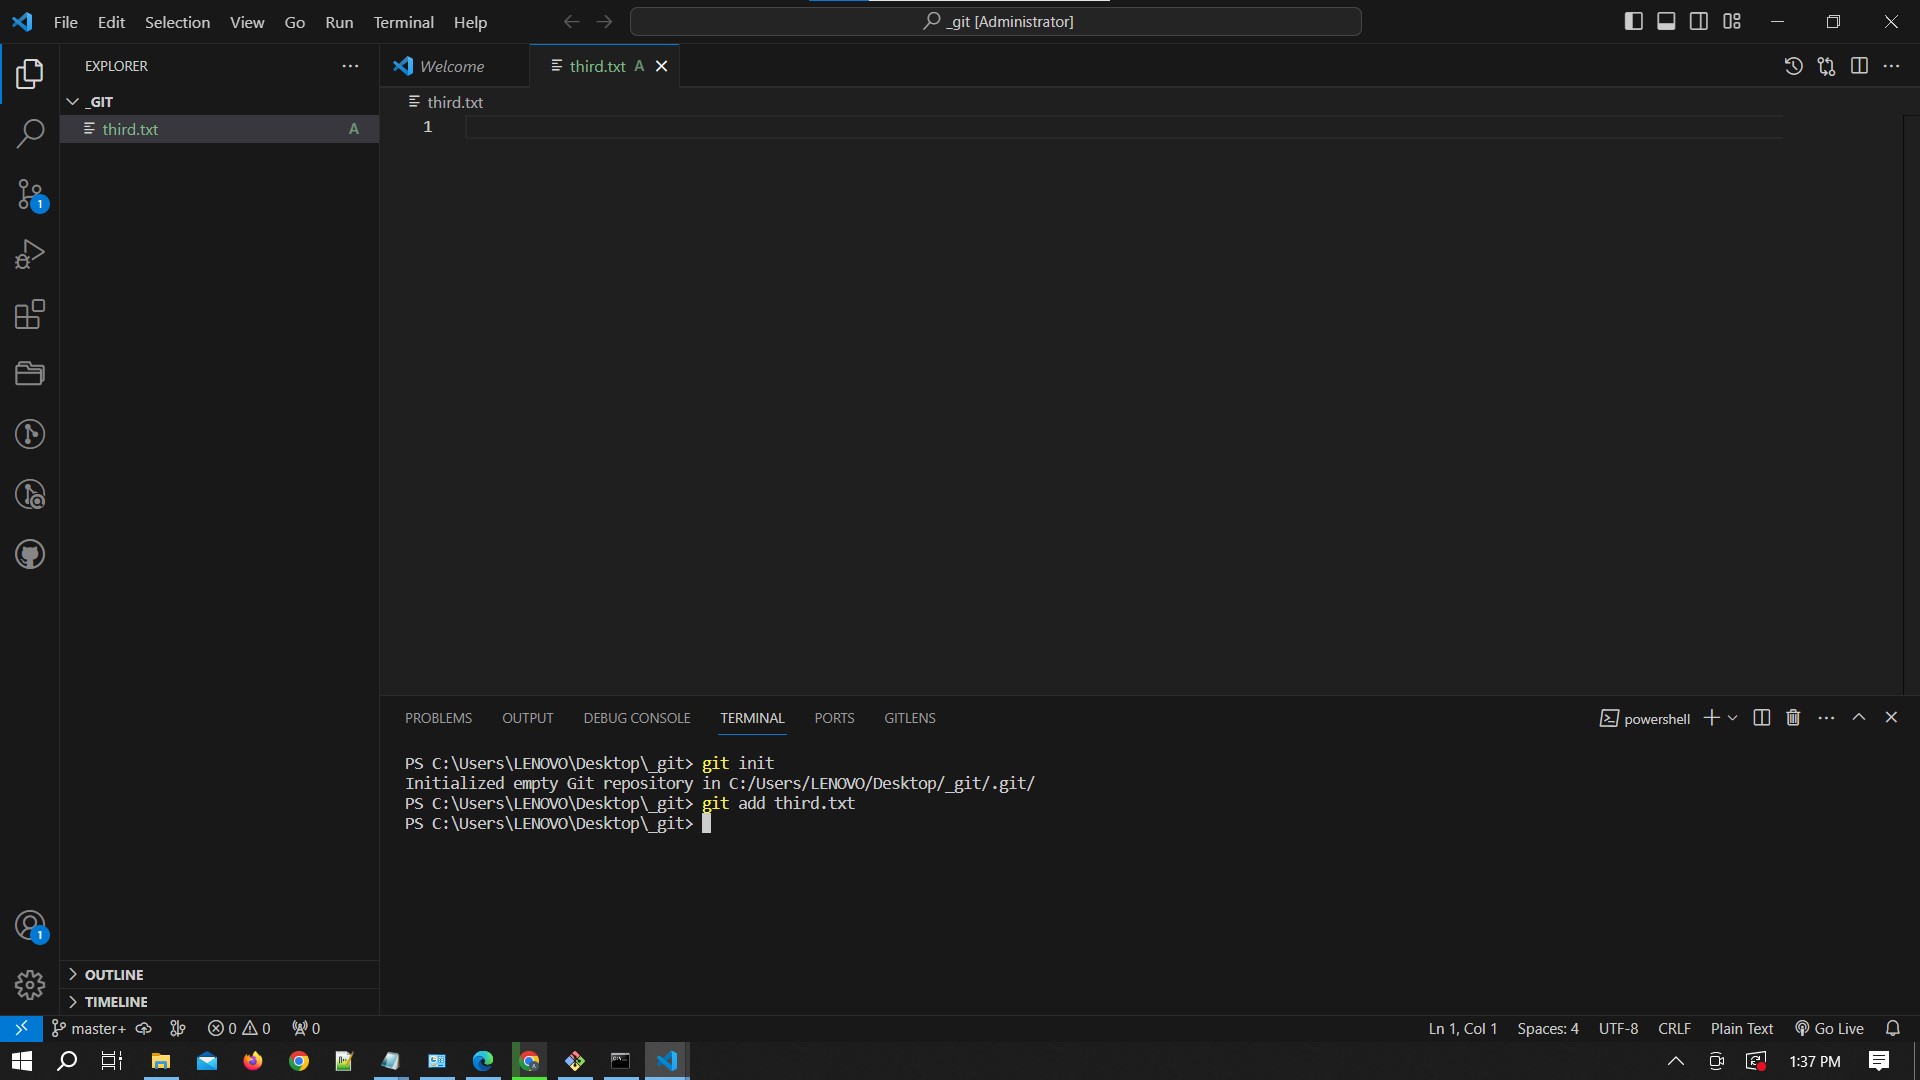 File Edit Selection View Go Run Terminal Help
_git [Administrator]
EXPLORER
Welcome
third.txt A
_GIT
third.txt
third.txt A
1
1
PROBLEMS OUTPUT DEBUG CONSOLE TERMINAL PORTS GITLENS
powershell
PS C:\Users\LENOVO\Desktop\_git> git init
Initialized empty Git repository in C:/Users/LENOVO/Desktop/_git/.git/
PS C:\Users\LENOVO\Desktop\_git> git add third.txt
PS C:\Users\LENOVO\Desktop\_git>
1
OUTLINE
TIMELINE
master+ 0 0 0
Ln 1, Col 1 Spaces: 4 UTF-8 CRLF Plain Text Go Live
1:37 PM